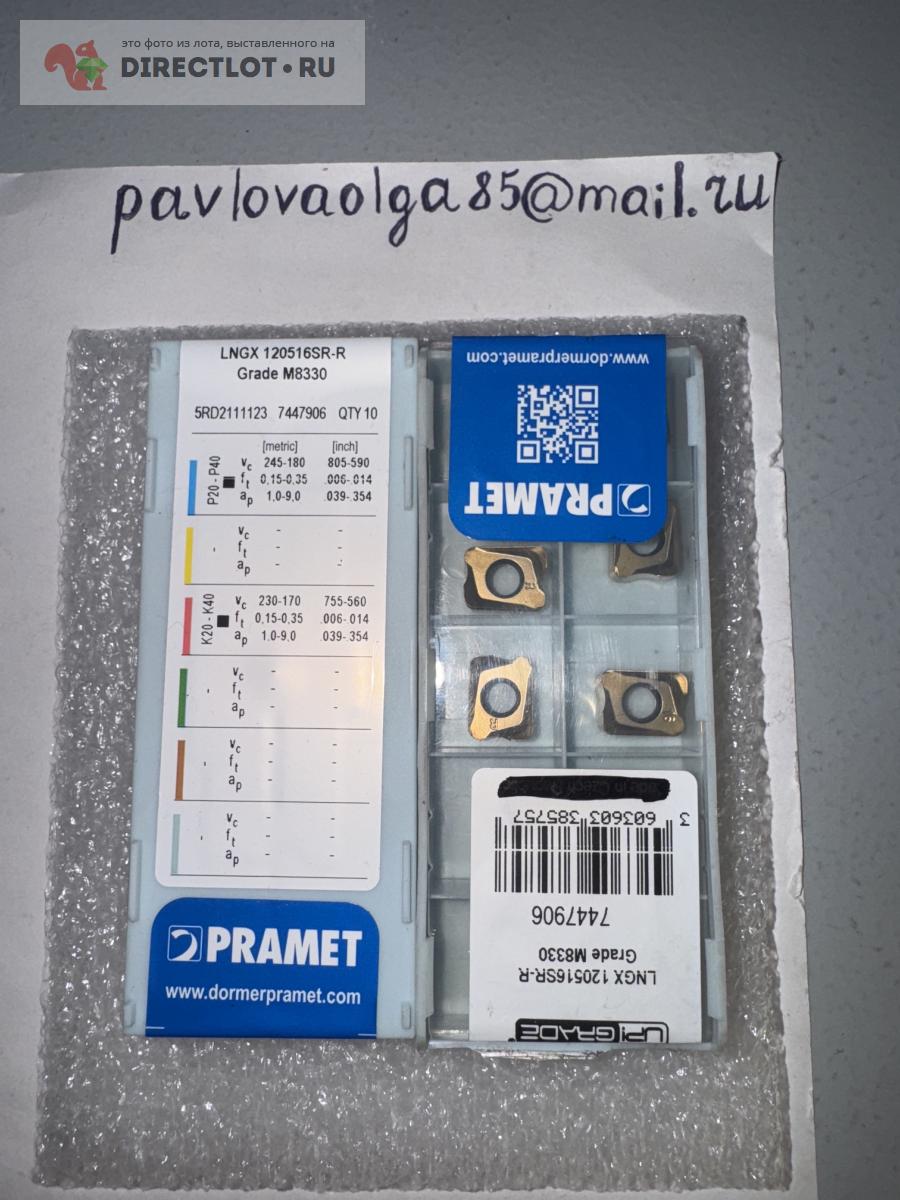 это фото из лота, выставленного на
DIRECTLOT•RU
pavlovaolga85@mail.ru
LNGX 120516SR-R
Grade M8330
5RD2111123 7447906 QTY 10
[metric] [inch]
P20 - P40
vc 245-180 805-590
ft 0,15-0,35 .006-.014
ap 1,0-9,0 .039-.354
vc - -
ft - -
ap - -
K20 - K40
vc 230-170 755-560
ft 0,15-0,35 .006-.014
ap 1,0-9,0 .039-.354
vc - -
ft - -
ap - -
vc - -
ft - -
ap - -
vc - -
ft - -
ap - -
PRAMET
www.dormerpramet.com
www.dormerpramet.com
PRAMET
UP!GRADE
LNGX 120516SR-R
Grade M8330
7447906
3 603603 385757